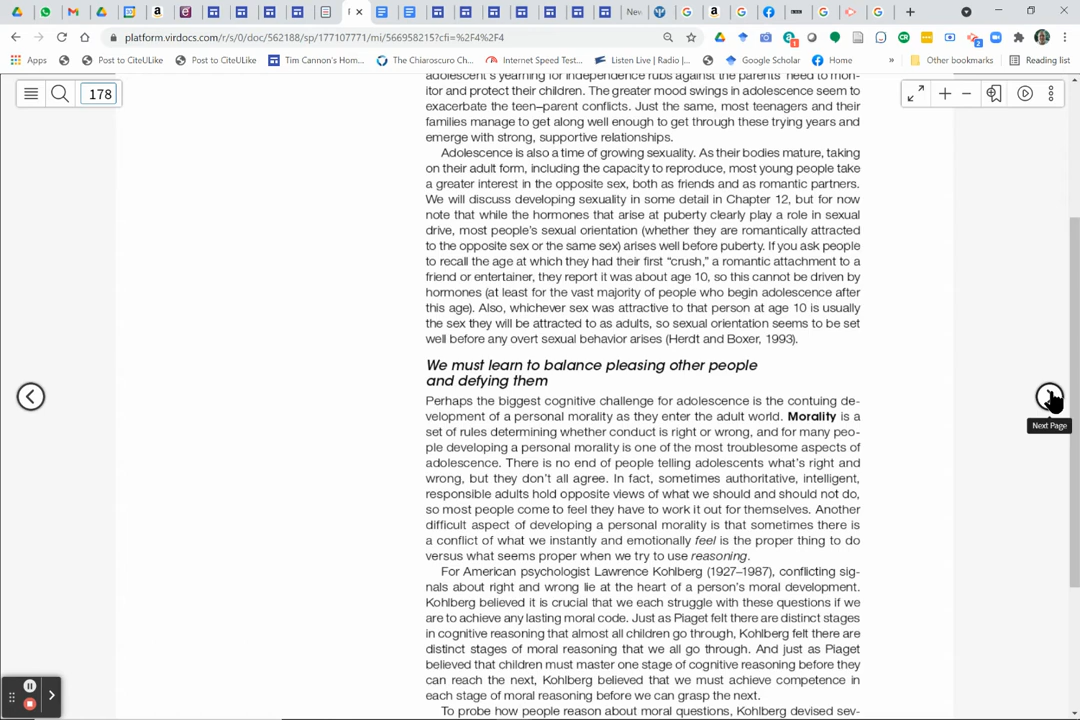 New
platform.virdocs.com/r/s/0/doc/562188/sp/177107771/mi/566958215?cfi=%2F4%2F4
Apps
Post to CiteULike
Post to CiteULike
Tim Cannon's Hom...
The Chiaroscuro Ch...
Internet Speed Test...
Listen Live | Radio |...
Google Scholar
Home
»
Other bookmarks
Reading list
178
adolescent's yearning for independence rubs against the parents' need to mon-
itor and protect their children. The greater mood swings in adolescence seem to
exacerbate the teen–parent conflicts. Just the same, most teenagers and their
families manage to get along well enough to get through these trying years and
emerge with strong, supportive relationships.
Adolescence is also a time of growing sexuality. As their bodies mature, taking
on their adult form, including the capacity to reproduce, most young people take
a greater interest in the opposite sex, both as friends and as romantic partners.
We will discuss developing sexuality in some detail in Chapter 12, but for now
note that while the hormones that arise at puberty clearly play a role in sexual
drive, most people's sexual orientation (whether they are romantically attracted
to the opposite sex or the same sex) arises well before puberty. If you ask people
to recall the age at which they had their first “crush,” a romantic attachment to a
friend or entertainer, they report it was about age 10, so this cannot be driven by
hormones (at least for the vast majority of people who begin adolescence after
this age). Also, whichever sex was attractive to that person at age 10 is usually
the sex they will be attracted to as adults, so sexual orientation seems to be set
well before any overt sexual behavior arises (Herdt and Boxer, 1993).
We must learn to balance pleasing other people
and defying them
Perhaps the biggest cognitive challenge for adolescence is the contuing de-
velopment of a personal morality as they enter the adult world. Morality is a
set of rules determining whether conduct is right or wrong, and for many peo-
ple developing a personal morality is one of the most troublesome aspects of
adolescence. There is no end of people telling adolescents what's right and
wrong, but they don't all agree. In fact, sometimes authoritative, intelligent,
responsible adults hold opposite views of what we should and should not do,
so most people come to feel they have to work it out for themselves. Another
difficult aspect of developing a personal morality is that sometimes there is
a conflict of what we instantly and emotionally feel is the proper thing to do
versus what seems proper when we try to use reasoning.
For American psychologist Lawrence Kohlberg (1927–1987), conflicting sig-
nals about right and wrong lie at the heart of a person's moral development.
Kohlberg believed it is crucial that we each struggle with these questions if we
are to achieve any lasting moral code. Just as Piaget felt there are distinct stages
in cognitive reasoning that almost all children go through, Kohlberg felt there are
distinct stages of moral reasoning that we all go through. And just as Piaget
believed that children must master one stage of cognitive reasoning before they
can reach the next, Kohlberg believed that we must achieve competence in
each stage of moral reasoning before we can grasp the next.
To probe how people reason about moral questions, Kohlberg devised sev-
Next Page